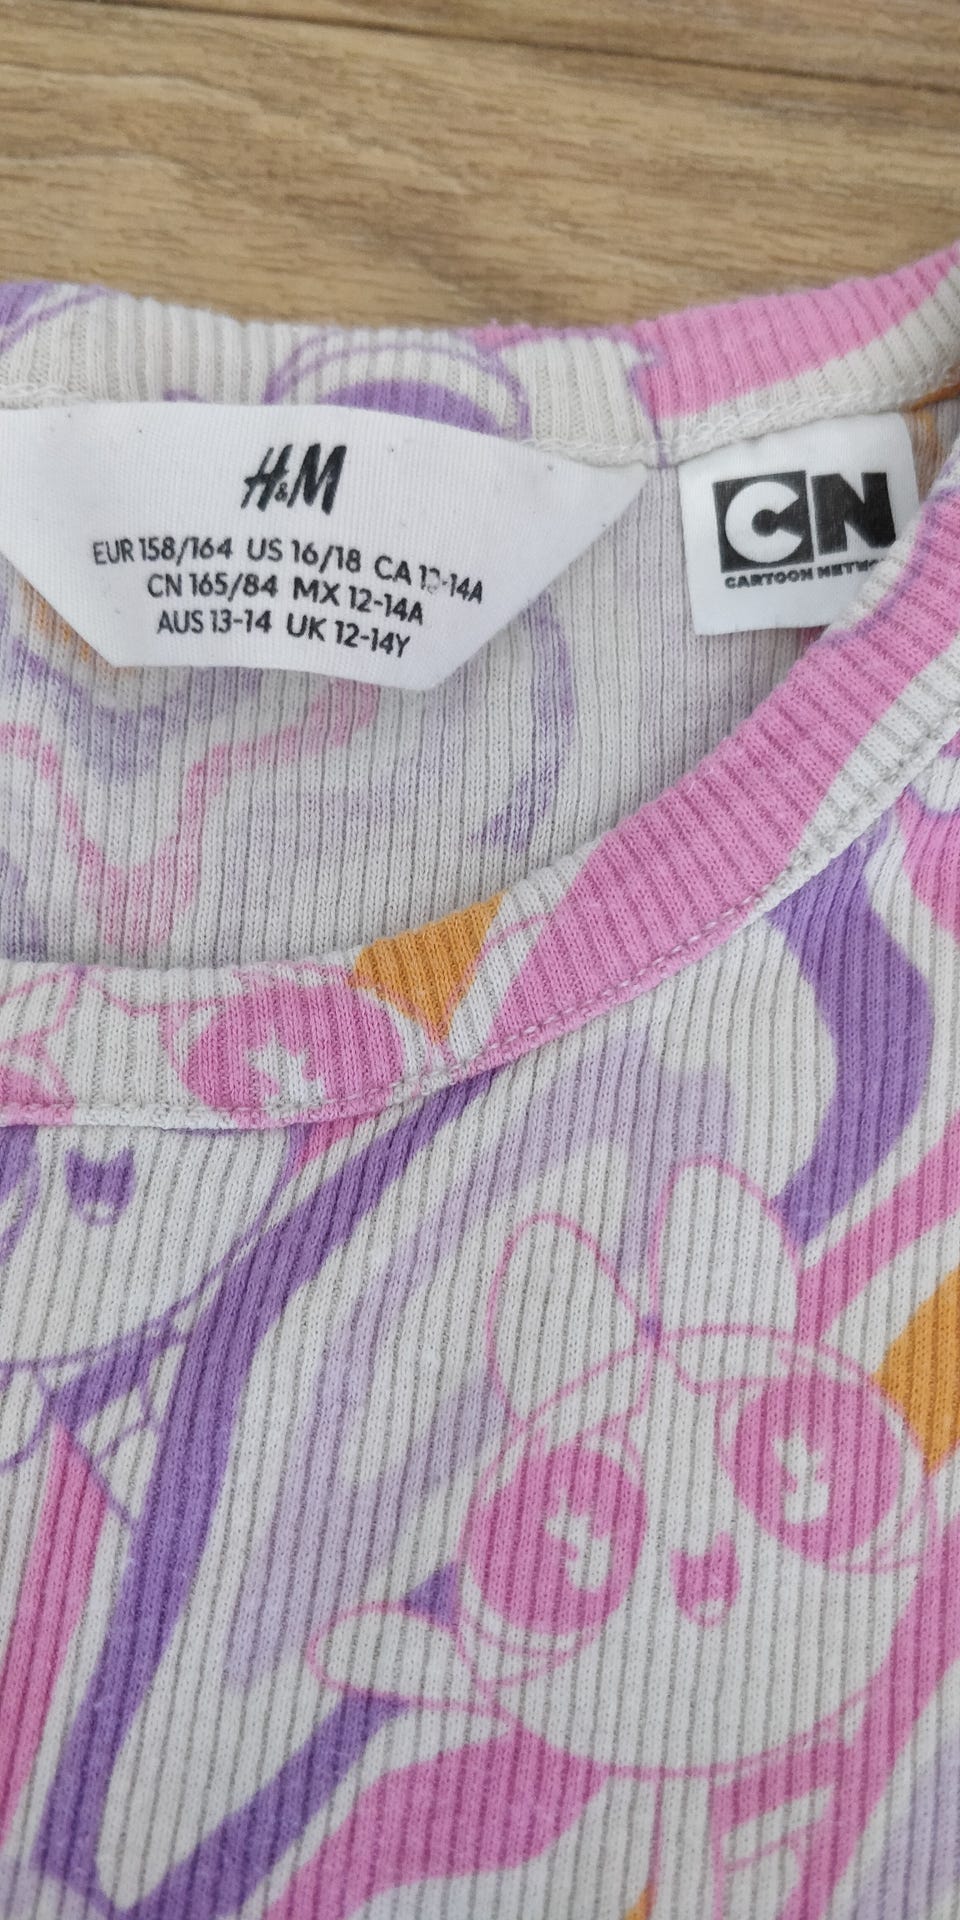 H&M
EUR 158/164 US 16/18 CA 12-14A
CN 165/84 MX 12-14A
AUS 13-14 UK 12-14Y
CN
CARTOON